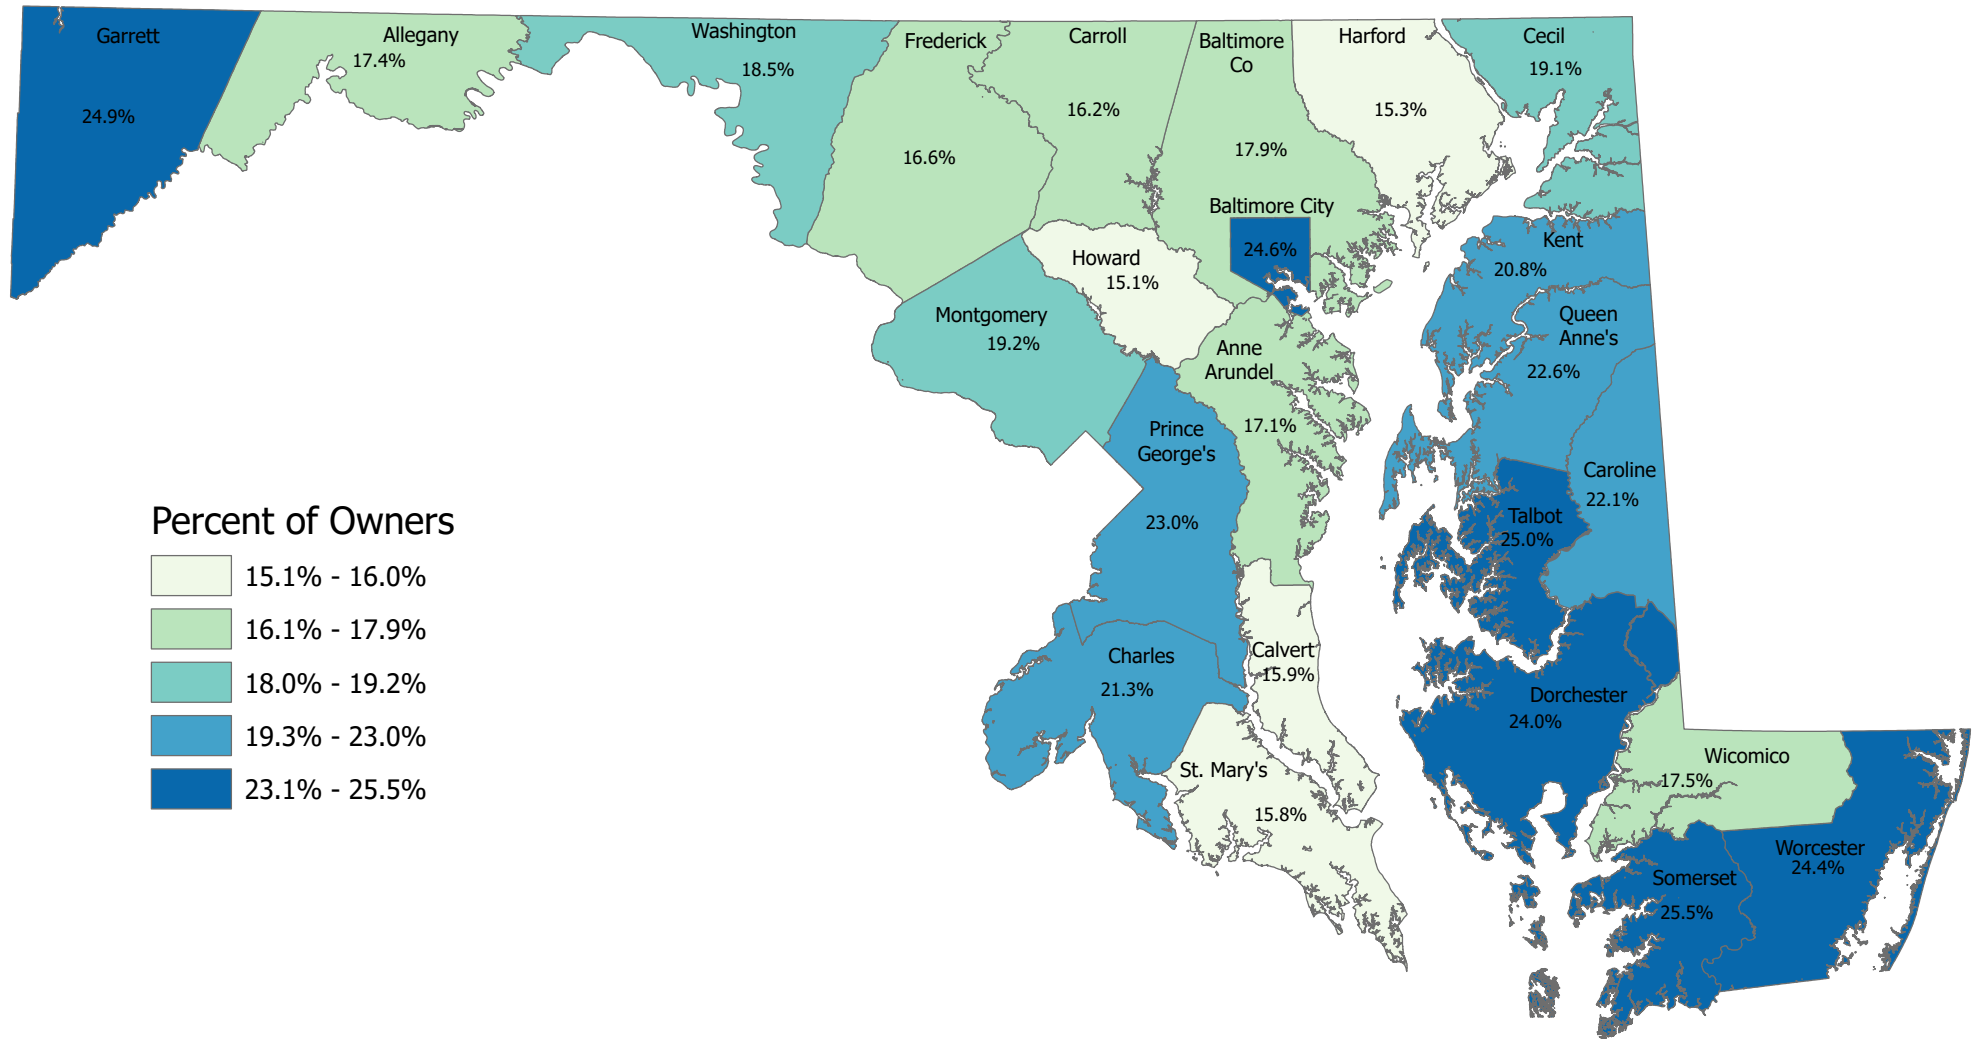 Garrett
24.9%
Allegany
17.4%
Washington
18.5%
Frederick
16.6%
Carroll
16.2%
Baltimore
Co
17.9%
Harford
15.3%
Cecil
19.1%
Baltimore City
24.6%
Howard
15.1%
Montgomery
19.2%
Kent
20.8%
Queen
Anne's
22.6%
Anne
Arundel
17.1%
Prince
George's
23.0%
Caroline
22.1%
Talbot
25.0%
Charles
21.3%
Calvert
15.9%
Dorchester
24.0%
St. Mary's
15.8%
Wicomico
17.5%
Worcester
24.4%
Somerset
25.5%
Percent of Owners
15.1% - 16.0%
16.1% - 17.9%
18.0% - 19.2%
19.3% - 23.0%
23.1% - 25.5%